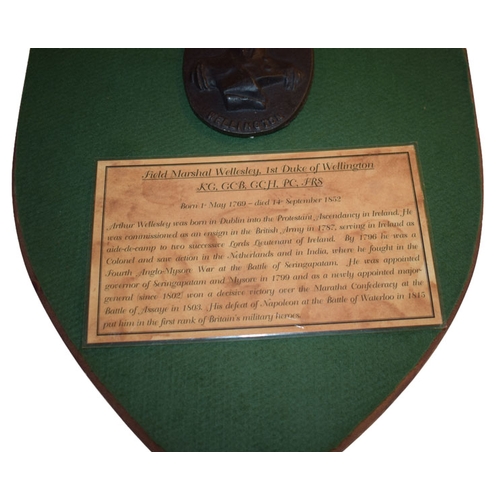 WELLINGTON
Field Marshal Wellesley, 1st Duke of Wellington
KG, GCB, GCH, PC, FRS
Born 1st May 1769 – died 14th September 1852
Arthur Wellesley was born in Dublin into the Protestant Ascendancy in Ireland. He
was commissioned as an ensign in the British Army in 1787, serving in Ireland as
aide-de-camp to two successive Lords Lieutenant of Ireland. By 1796 he was a
Colonel and saw action in the Netherlands and in India, when he fought in the
Fourth Anglo-Mysore War at the Battle of Seringapatam. He was appointed
governor of Seringapatam and Mysore in 1799 and as a newly appointed major
general (since 1802) won a decisive victory over the Maratha Confederacy at the
Battle of Assaye in 1803. His defeat of Napoleon at the Battle of Waterloo in 1815
put him in the first rank of Britain's military heroes.